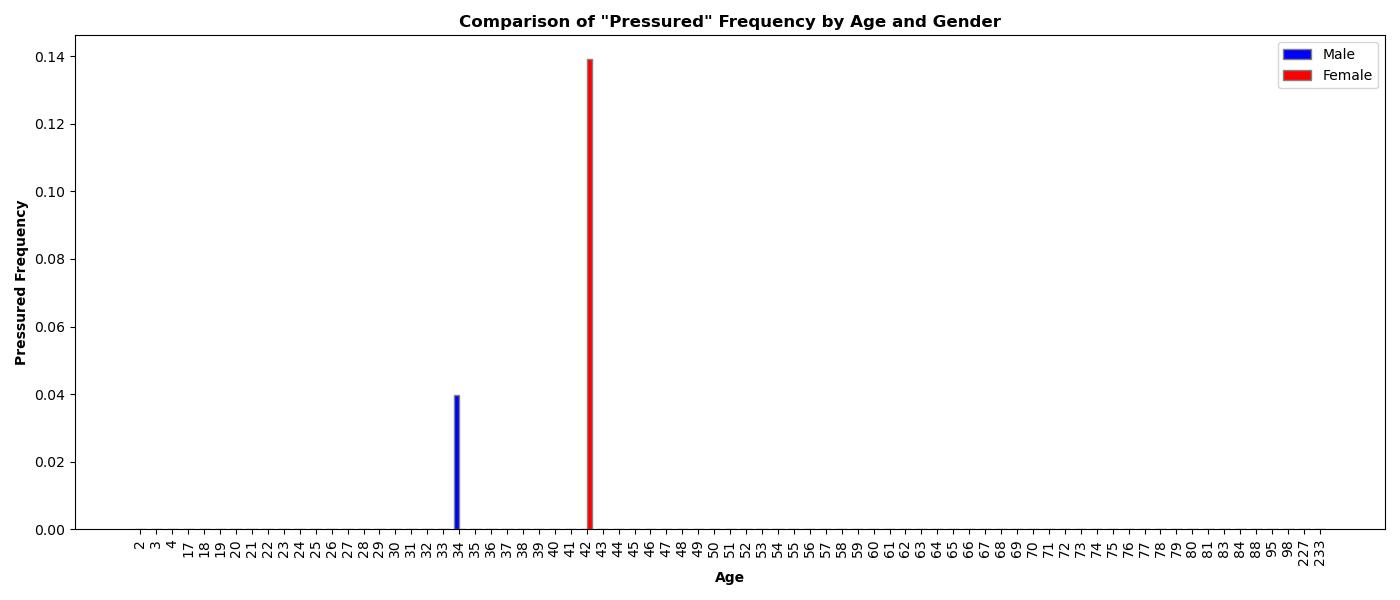 Comparison of "Pressured" Frequency by Age and Gender
Male
Female
Pressured Frequency
0.14
0.12
0.10
0.08
0.06
0.04
0.02
0.00
2 3 4 17 18 19 20 21 22 23 24 25 26 27 28 29 30 31 32 33 34 35 36 37 38 39 40 41 42 43 44 45 46 47 48 49 50 51 52 53 54 55 56 57 58 59 60 61 62 63 64 65 66 67 68 69 70 71 72 73 74 75 76 77 78 79 80 81 83 84 88 95 98 227 233
Age